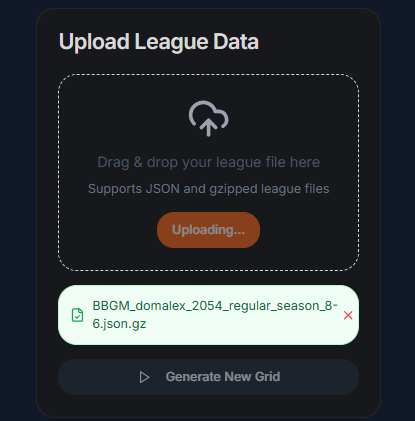 Upload League Data
Drag & drop your league file here
Supports JSON and gzipped league files
Uploading...
BBGM_domalex_2054_regular_season_8-
6.json.gz
Generate New Grid